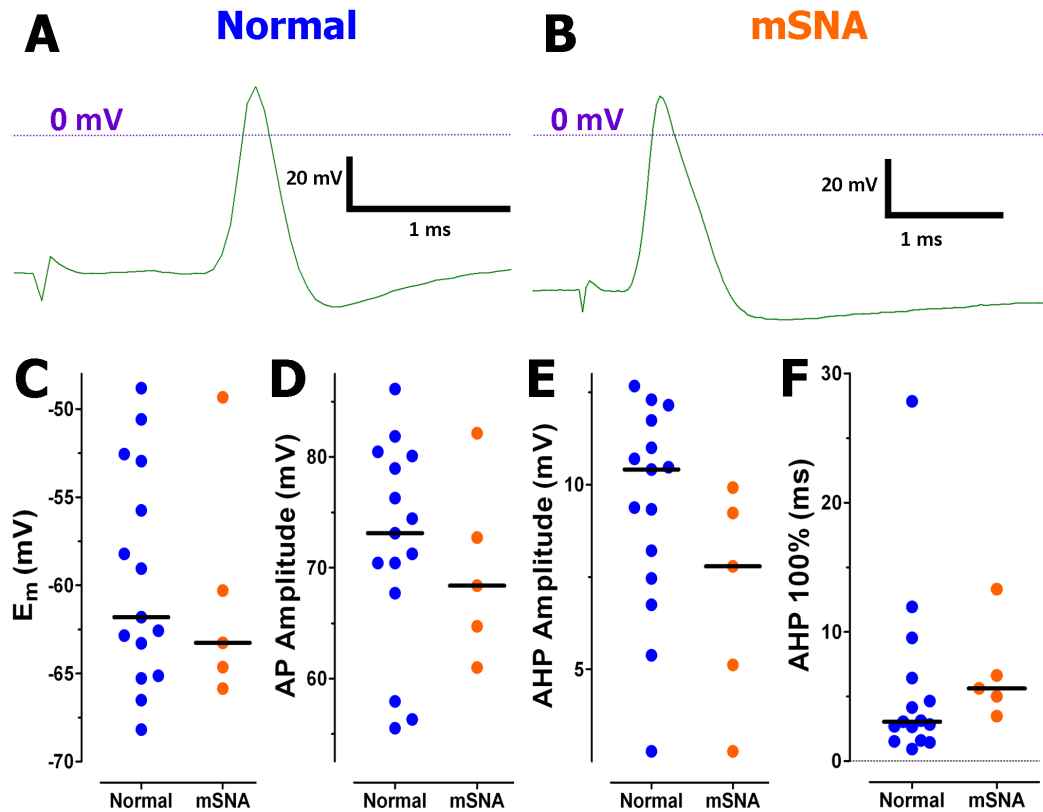 A
Normal
B
mSNA
0 mV
20 mV
1 ms
0 mV
20 mV
1 ms
C
Em (mV)
-50
-55
-60
-65
-70
Normal
mSNA
D
AP Amplitude (mV)
80
70
60
Normal
mSNA
E
AHP Amplitude (mV)
10
5
Normal
mSNA
F
AHP 100% (ms)
30
20
10
0
Normal
mSNA